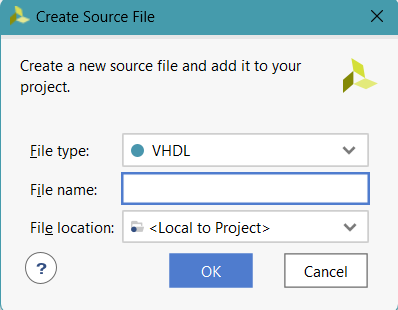 Create Source File
Create a new source file and add it to your
project.
File type: VHDL
File name:
File location: <Local to Project>
? OK Cancel